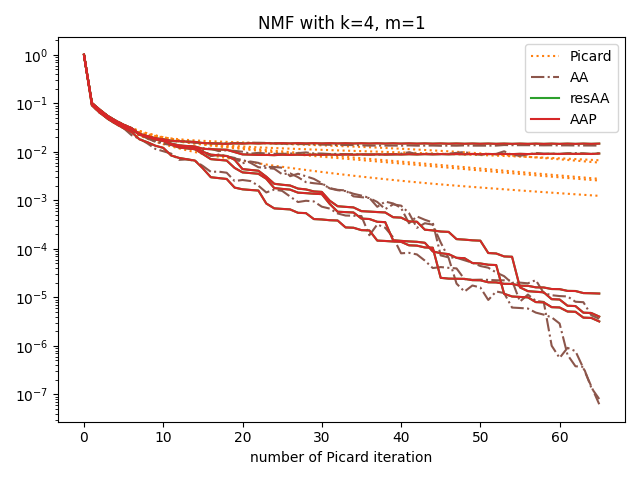 NMF with k=4, m=1
10^0
10^-1
10^-2
10^-3
10^-4
10^-5
10^-6
10^-7
Picard
AA
resAA
AAP
0 10 20 30 40 50 60
number of Picard iteration